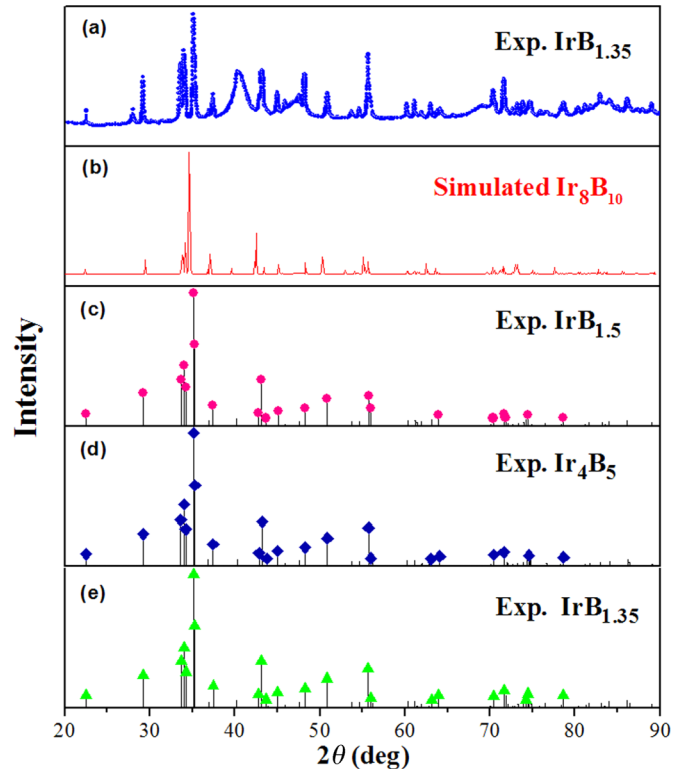 (a)
Exp. IrB1.35
(b)
Simulated Ir8B10
(c)
Exp. IrB1.5
(d)
Exp. Ir4B5
(e)
Exp. IrB1.35
Intensity
20 30 40 50 60 70 80 90
2θ (deg)